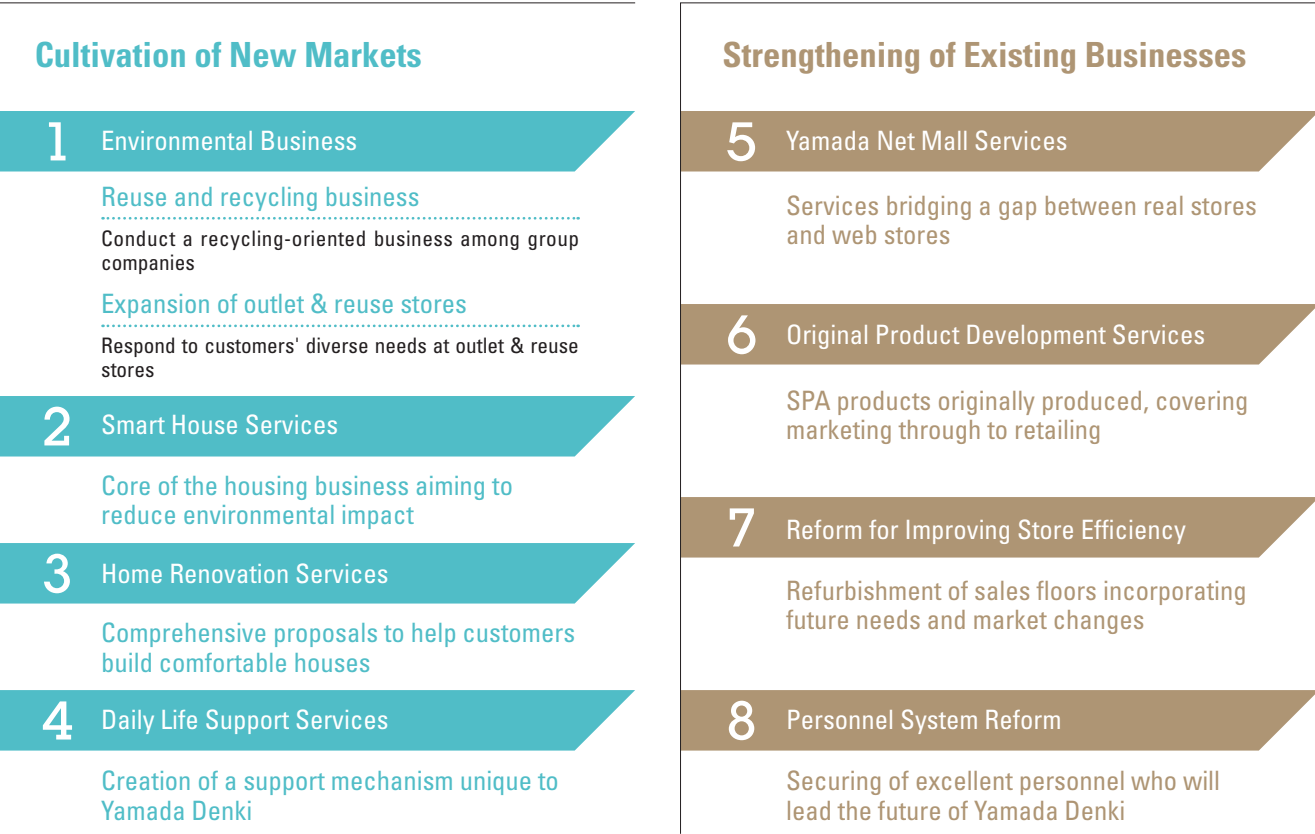 Cultivation of New Markets
1 Environmental Business
Reuse and recycling business
Conduct a recycling-oriented business among group
companies
Expansion of outlet & reuse stores
Respond to customers' diverse needs at outlet & reuse
stores
2 Smart House Services
Core of the housing business aiming to
reduce environmental impact
3 Home Renovation Services
Comprehensive proposals to help customers
build comfortable houses
4 Daily Life Support Services
Creation of a support mechanism unique to
Yamada Denki
Strengthening of Existing Businesses
5 Yamada Net Mall Services
Services bridging a gap between real stores
and web stores
6 Original Product Development Services
SPA products originally produced, covering
marketing through to retailing
7 Reform for Improving Store Efficiency
Refurbishment of sales floors incorporating
future needs and market changes
8 Personnel System Reform
Securing of excellent personnel who will
lead the future of Yamada Denki